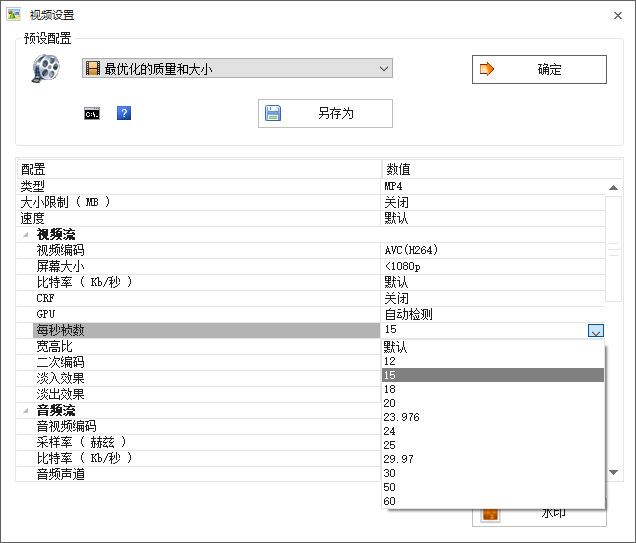 视频设置
预设配置
最优化的质量和大小
确定
C:\.
?
另存为
配置 数值
类型 MP4
大小限制 ( MB ) 关闭
速度 默认
视频流
视频编码 AVC(H264)
屏幕大小 <1080p
比特率 ( Kb/秒 ) 默认
CRF 关闭
GPU 自动检测
每秒桢数 15
宽高比 默认
二次编码 12
淡入效果 15
淡出效果 18
音频流 20
音视频编码 23.976
采样率 ( 赫兹 ) 24
比特率 ( Kb/秒 ) 25
音频声道 29.97
30
50
60
水印